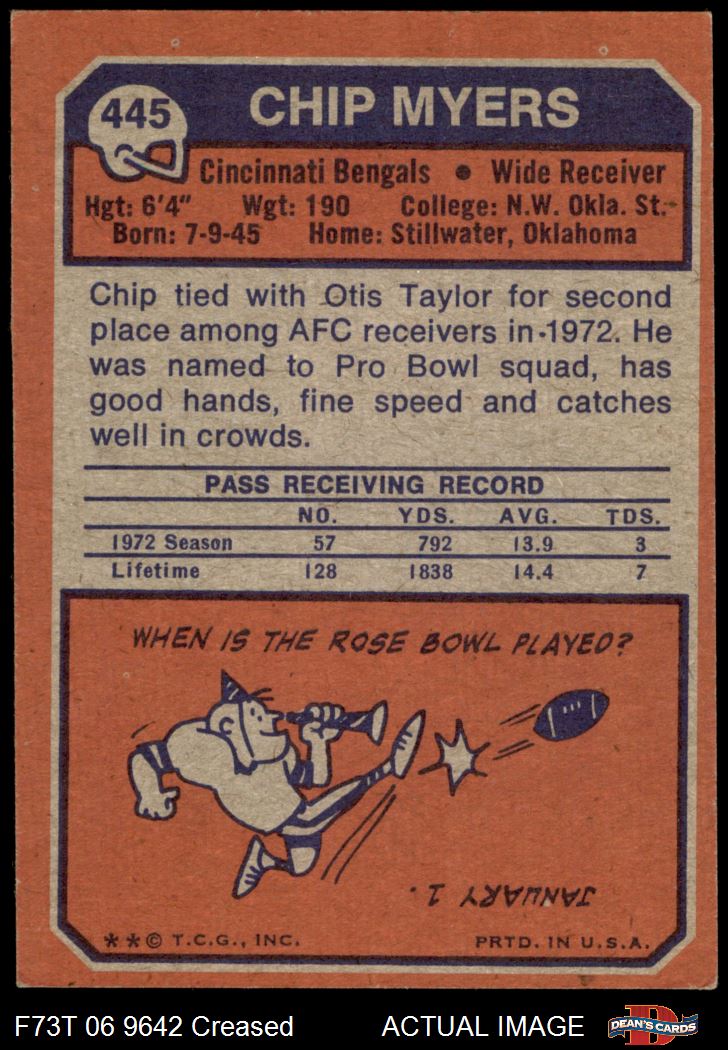 445
CHIP MYERS
Cincinnati Bengals • Wide Receiver
Hgt: 6'4" Wgt: 190 College: N.W. Okla. St.
Born: 7-9-45 Home: Stillwater, Oklahoma
Chip tied with Otis Taylor for second
place among AFC receivers in 1972. He
was named to Pro Bowl squad, has
good hands, fine speed and catches
well in crowds.
PASS RECEIVING RECORD
NO. YDS. AVG. TDS.
1972 Season 57 792 13.9 3
Lifetime 128 1838 14.4 7
WHEN IS THE ROSE BOWL PLAYED?
JANUARY 1.
**© T.C.G., INC. PRTD. IN U.S.A.
F73T 06 9642 Creased ACTUAL IMAGE DEAN'S CARDS